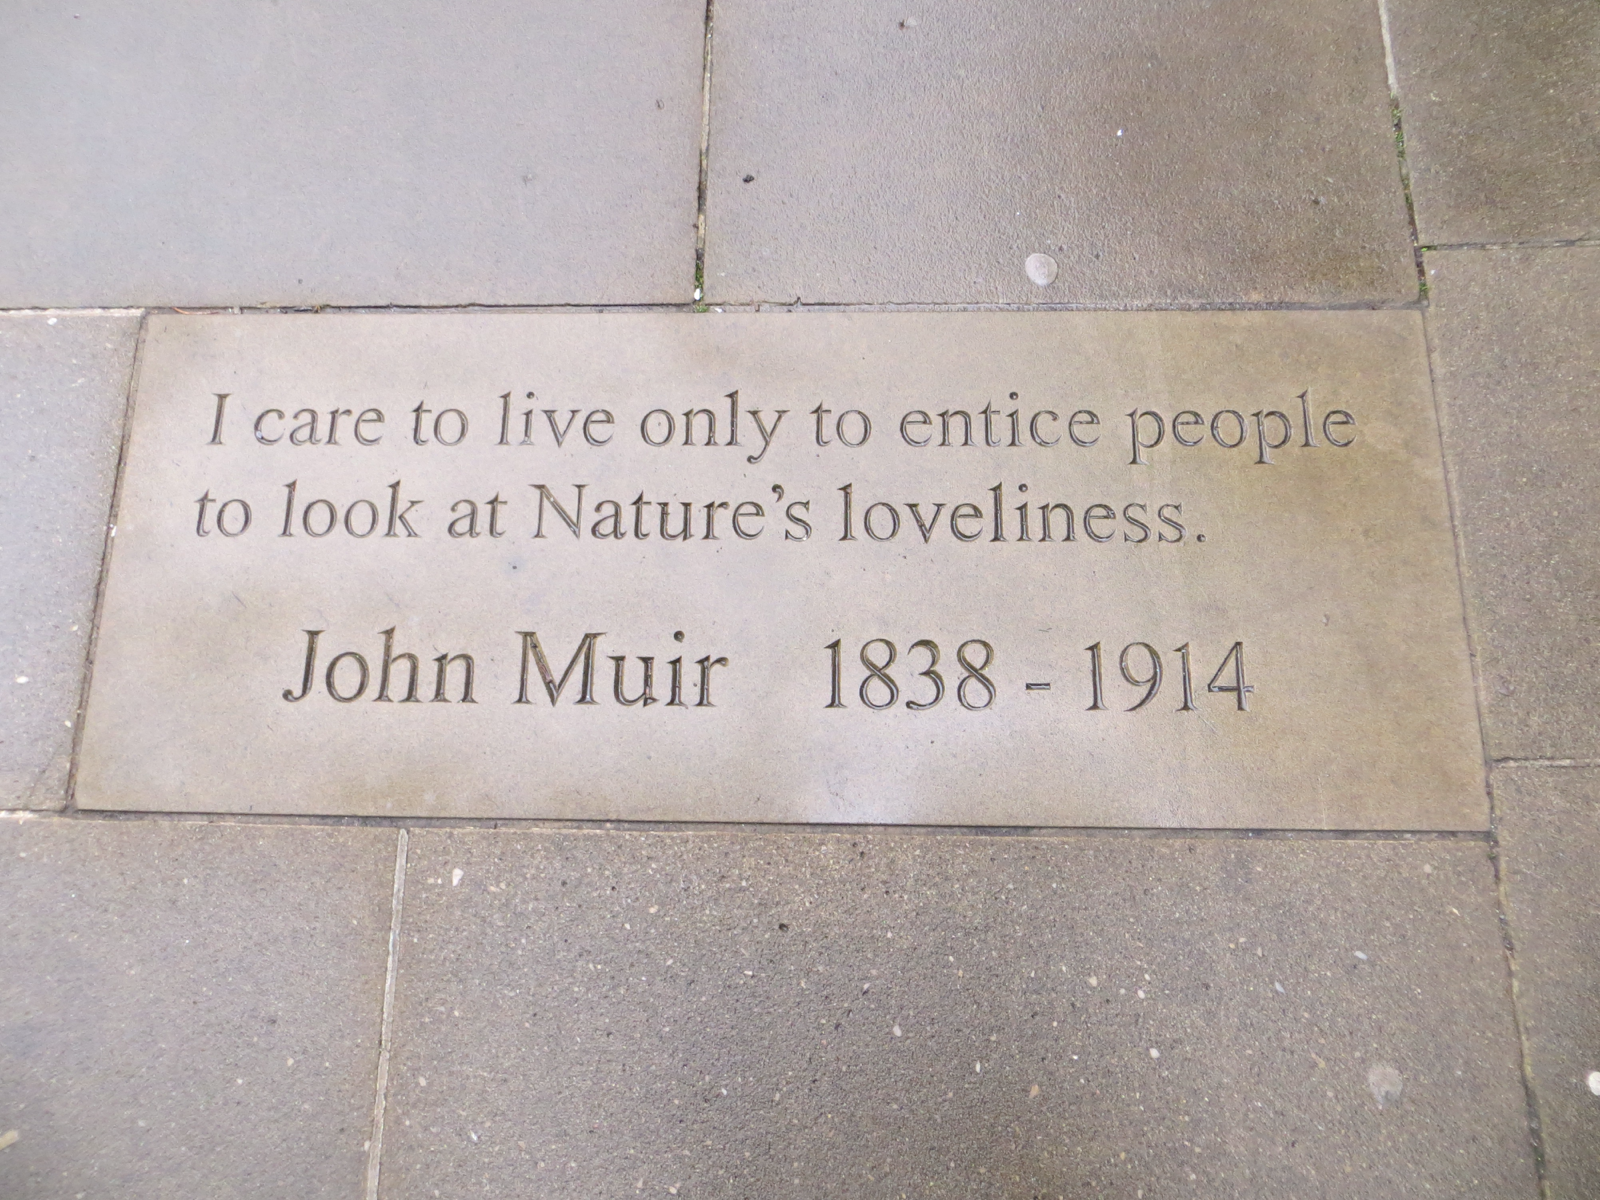 I care to live only to entice people
to look at Nature's loveliness.
John Muir 1838 - 1914